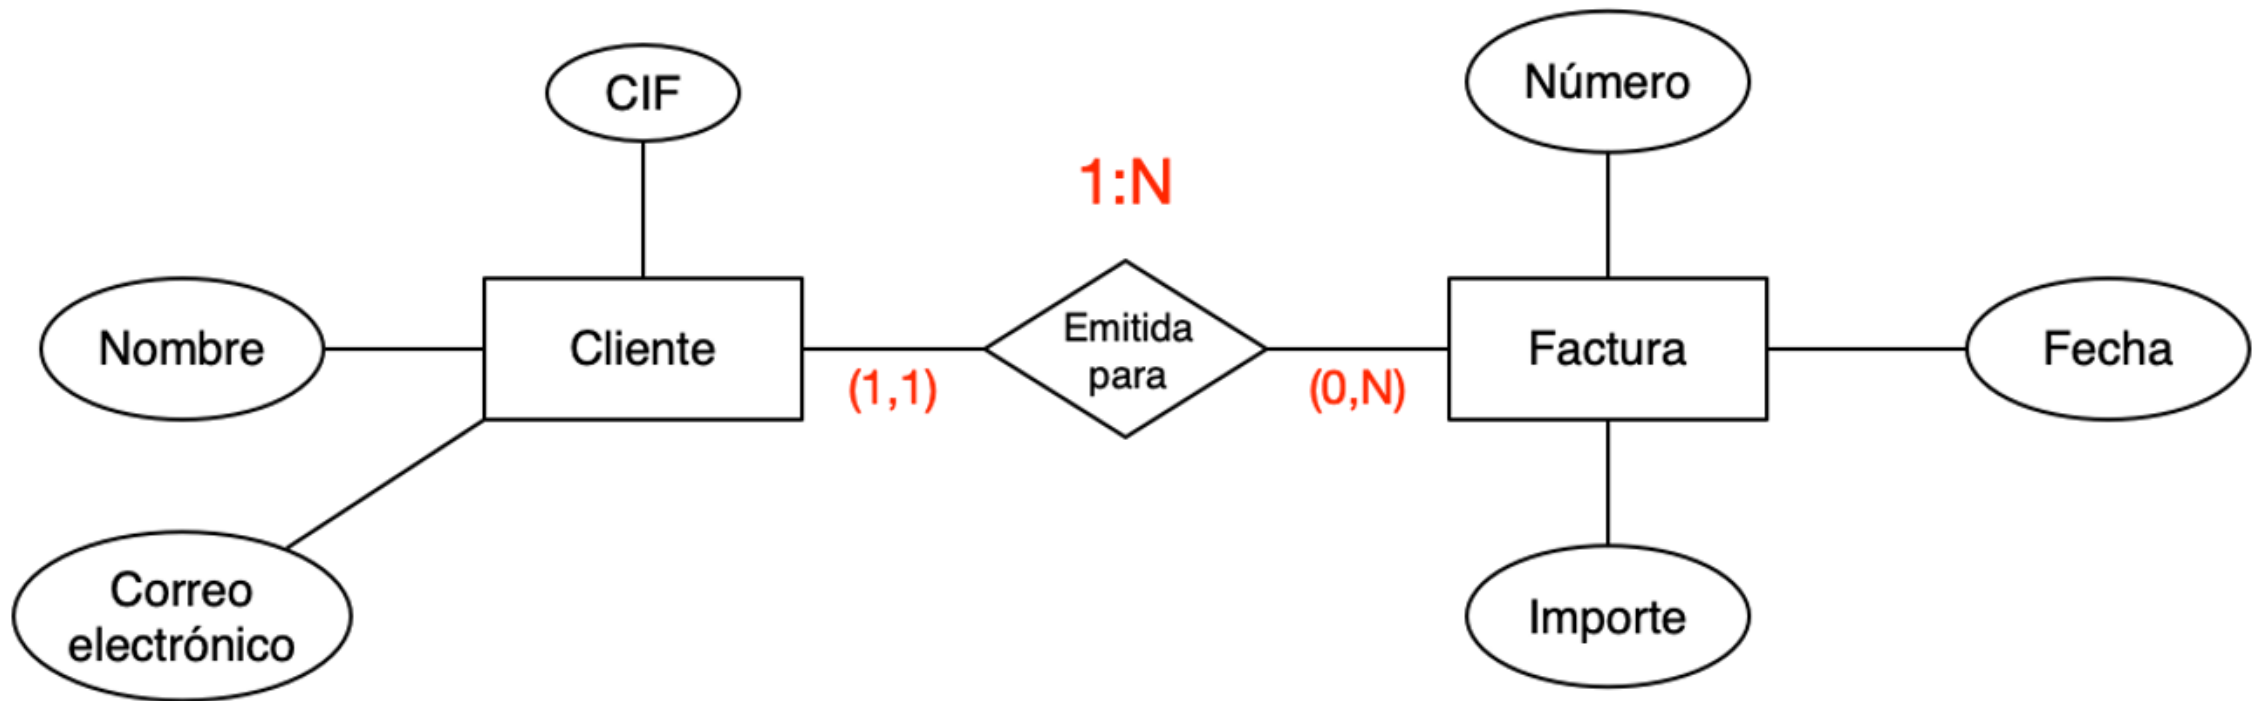 CIF
Número
1:N
Nombre
Cliente
Emitida
para
Factura
Fecha
(1,1)
(0,N)
Correo
electrónico
Importe